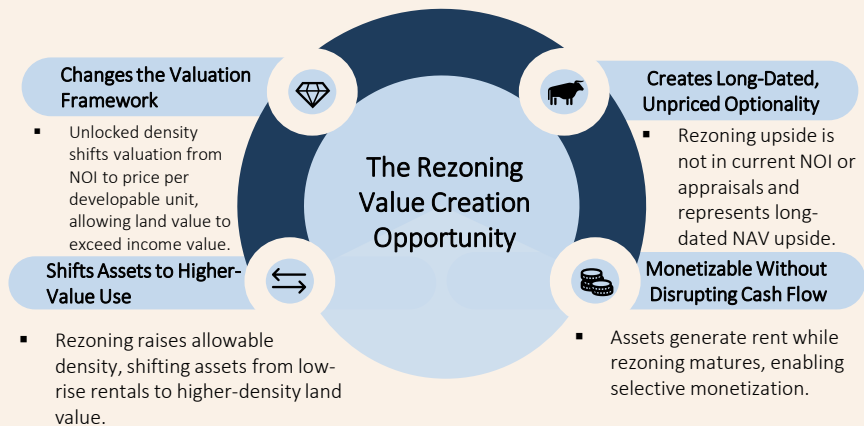 Changes the Valuation
Framework
▪ Unlocked density
shifts valuation from
NOI to price per
developable unit,
allowing land value to
exceed income value.
Shifts Assets to Higher-
Value Use
▪ Rezoning raises allowable
density, shifting assets from low-
rise rentals to higher-density land
value.
The Rezoning
Value Creation
Opportunity
Creates Long-Dated,
Unpriced Optionality
▪ Rezoning upside is
not in current NOI or
appraisals and
represents long-
dated NAV upside.
Monetizable Without
Disrupting Cash Flow
▪ Assets generate rent while
rezoning matures, enabling
selective monetization.